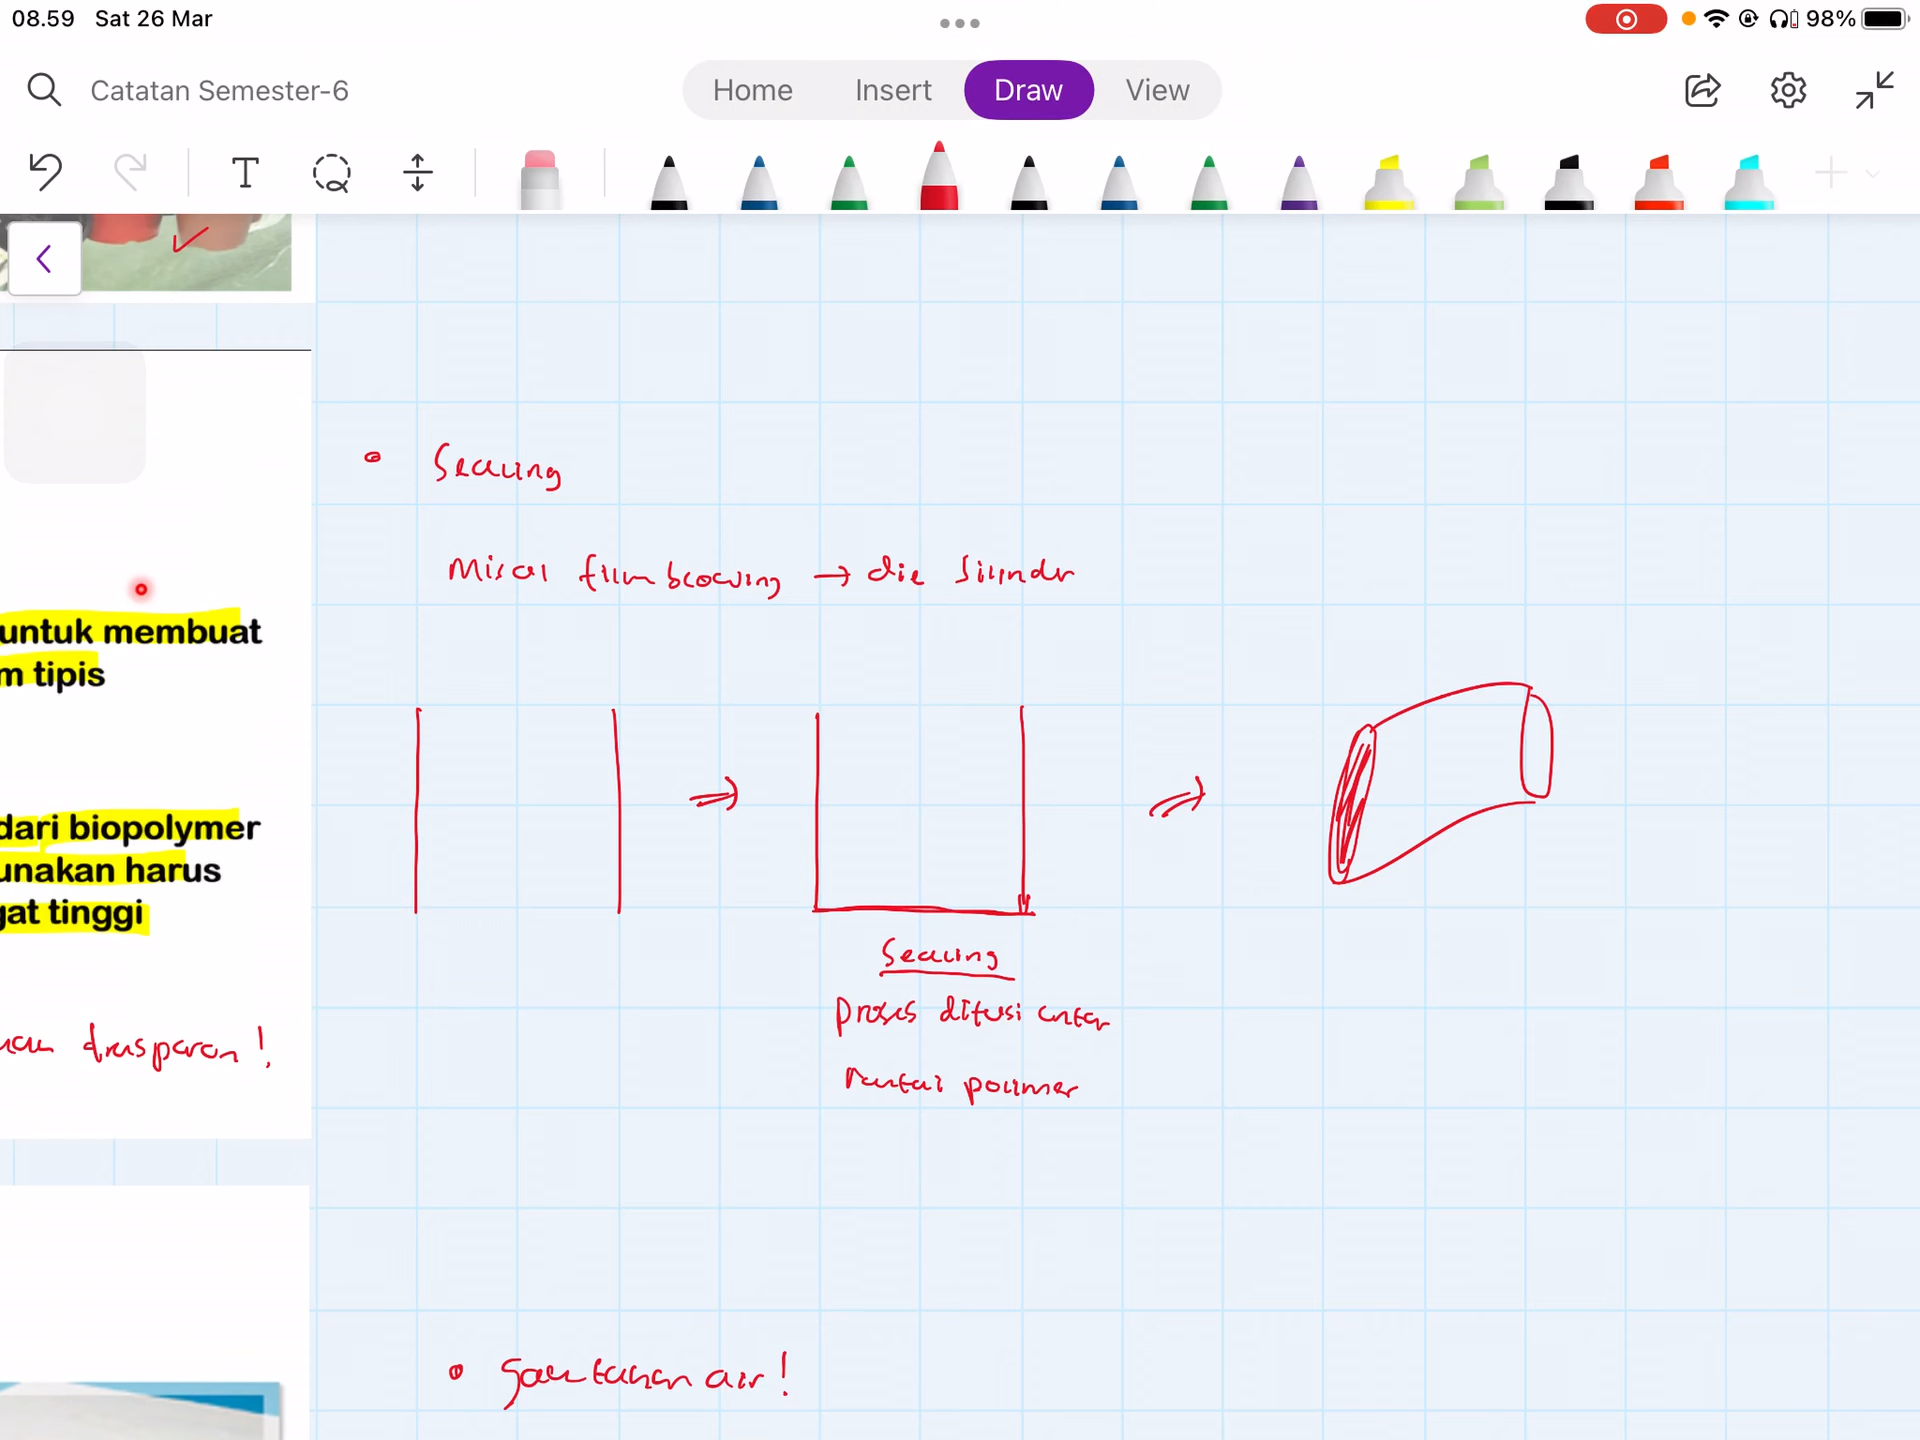 08.59 Sat 26 Mar
98%
Catatan Semester-6
Home Insert Draw View
T
untuk membuat
m tipis
dari biopolymer
unakan harus
gat tinggi
transparan!
• Sealing
Misal film blowing → die silinder
⇒ ⇒
Sealing
proses difusi antar
rantai polimer
• tahan air!